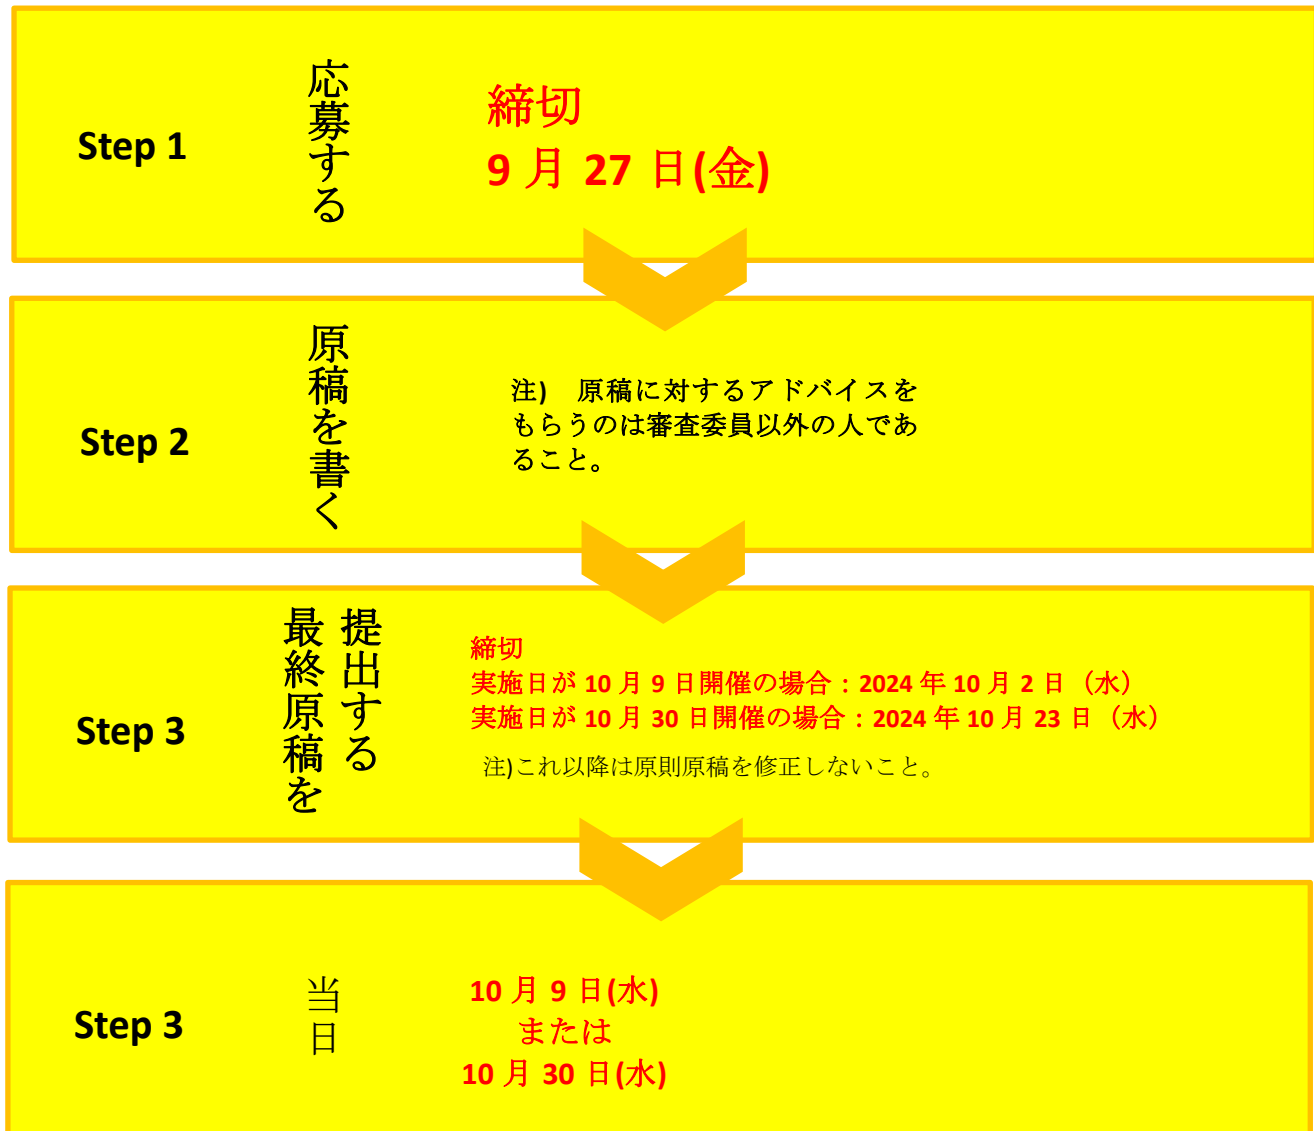 Step 1
応募する
締切
9 月 27 日(金)
Step 2
原稿を書く
注)　原稿に対するアドバイスを
もらうのは審査委員以外の人であ
ること。
Step 3
最終原稿を
提出する
締切
実施日が 10 月 9 日開催の場合：2024 年 10 月 2 日（水）
実施日が 10 月 30 日開催の場合：2024 年 10 月 23 日（水）
注)これ以降は原則原稿を修正しないこと。
Step 3
当日
10 月 9 日(水)
または
10 月 30 日(水)